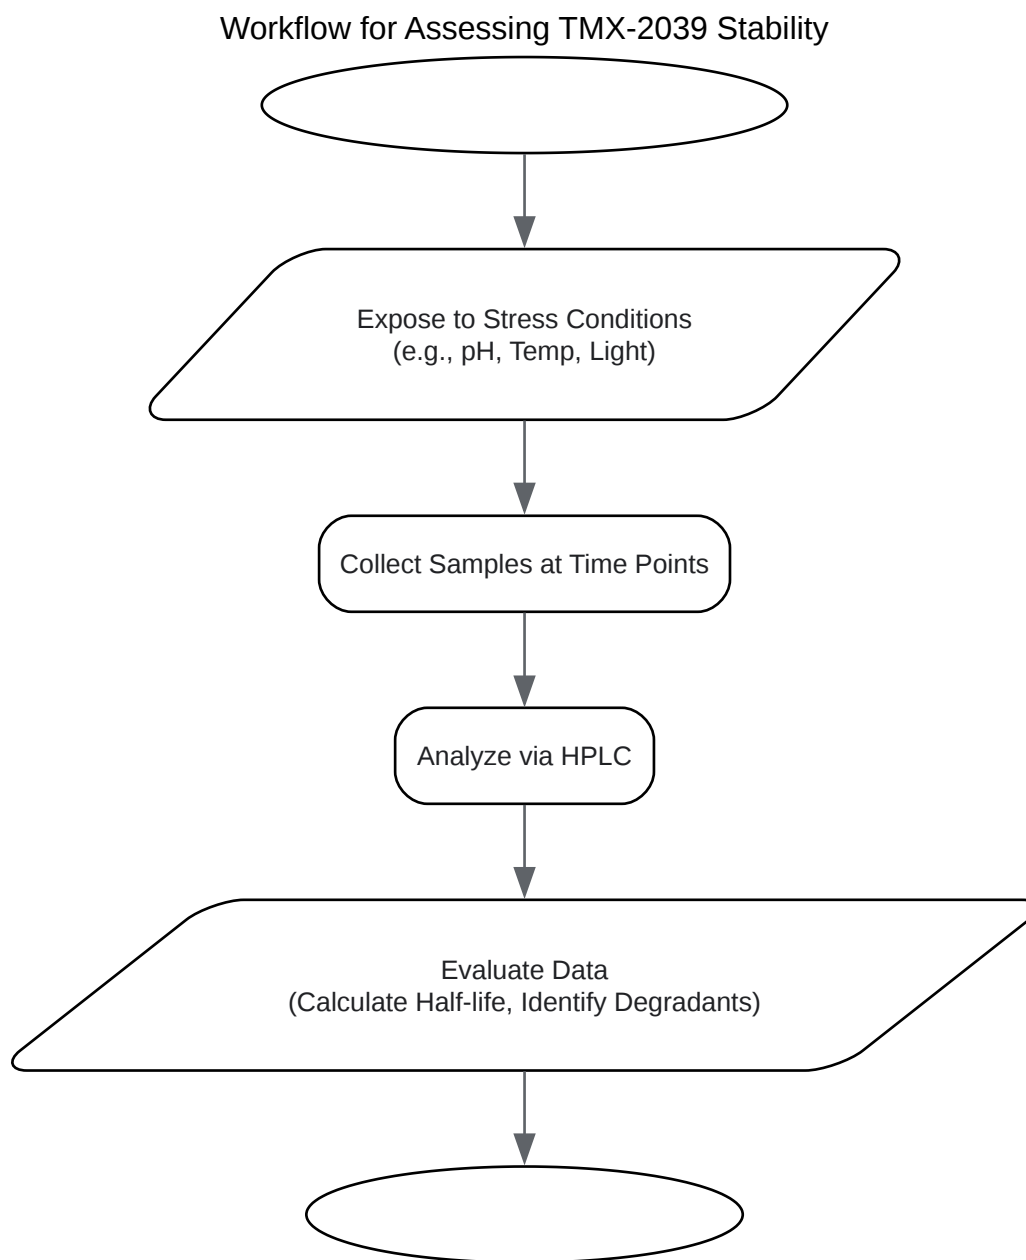 Workflow for Assessing TMX-2039 Stability
Expose to Stress Conditions
(e.g., pH, Temp, Light)
Collect Samples at Time Points
Analyze via HPLC
Evaluate Data
(Calculate Half-life, Identify Degradants)